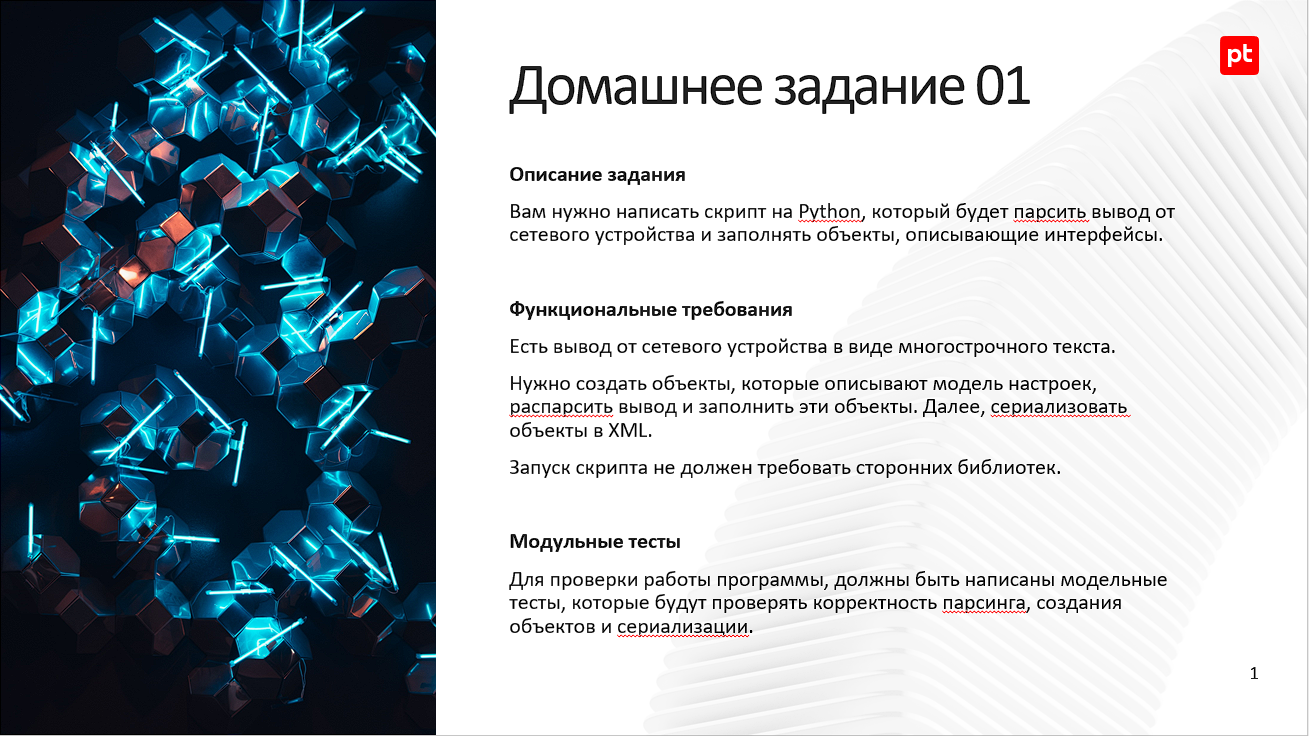 pt
Домашнее задание 01
Описание задания
Вам нужно написать скрипт на Python, который будет парсить вывод от
сетевого устройства и заполнять объекты, описывающие интерфейсы.
Функциональные требования
Есть вывод от сетевого устройства в виде многострочного текста.
Нужно создать объекты, которые описывают модель настроек,
распарсить вывод и заполнить эти объекты. Далее, сериализовать
объекты в XML.
Запуск скрипта не должен требовать сторонних библиотек.
Модульные тесты
Для проверки работы программы, должны быть написаны модельные
тесты, которые будут проверять корректность парсинга, создания
объектов и сериализации.
1